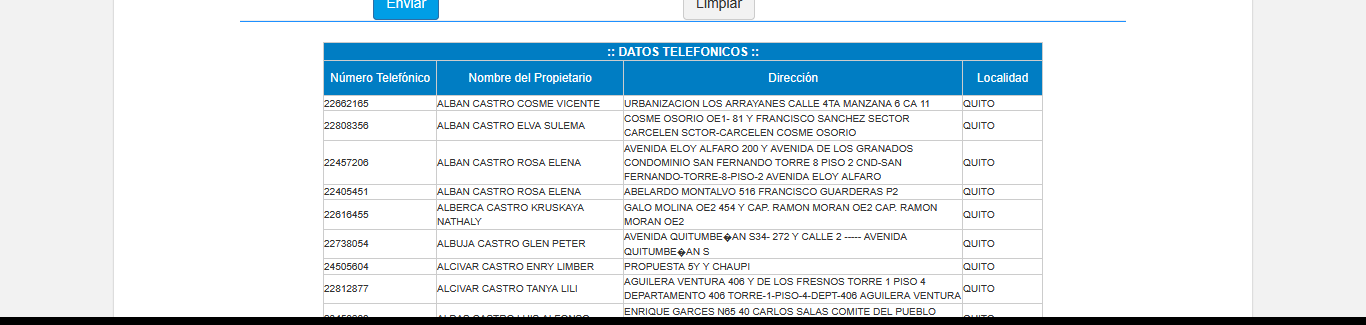 Enviar Limpiar
:: DATOS TELEFONICOS ::
Número Telefónico Nombre del Propietario Dirección Localidad
22662165 ALBAN CASTRO COSME VICENTE URBANIZACION LOS ARRAYANES CALLE 4TA MANZANA 6 CA 11 QUITO
22808356 ALBAN CASTRO ELVA SULEMA COSME OSORIO OE1- 81 Y FRANCISCO SANCHEZ SECTOR QUITO
CARCELEN SCTOR-CARCELEN COSME OSORIO
AVENIDA ELOY ALFARO 200 Y AVENIDA DE LOS GRANADOS
22457206 ALBAN CASTRO ROSA ELENA CONDOMINIO SAN FERNANDO TORRE 8 PISO 2 CND-SAN QUITO
FERNANDO-TORRE-8-PISO-2 AVENIDA ELOY ALFARO
22405451 ALBAN CASTRO ROSA ELENA ABELARDO MONTALVO 516 FRANCISCO GUARDERAS P2 QUITO
22616455 ALBERCA CASTRO KRUSKAYA GALO MOLINA OE2 454 Y CAP. RAMON MORAN OE2 CAP. RAMON QUITO
NATHALY MORAN OE2
22738054 ALBUJA CASTRO GLEN PETER AVENIDA QUITUMBE�AN S34- 272 Y CALLE 2 ----- AVENIDA QUITO
QUITUMBE�AN S
24505604 ALCIVAR CASTRO ENRY LIMBER PROPUESTA 5Y Y CHAUPI QUITO
22812877 ALCIVAR CASTRO TANYA LILI AGUILERA VENTURA 406 Y DE LOS FRESNOS TORRE 1 PISO 4 QUITO
DEPARTAMENTO 406 TORRE-1-PISO-4-DEPT-406 AGUILERA VENTURA
ENRIQUE GARCES N65 40 CARLOS SALAS COMITE DEL PUEBLO